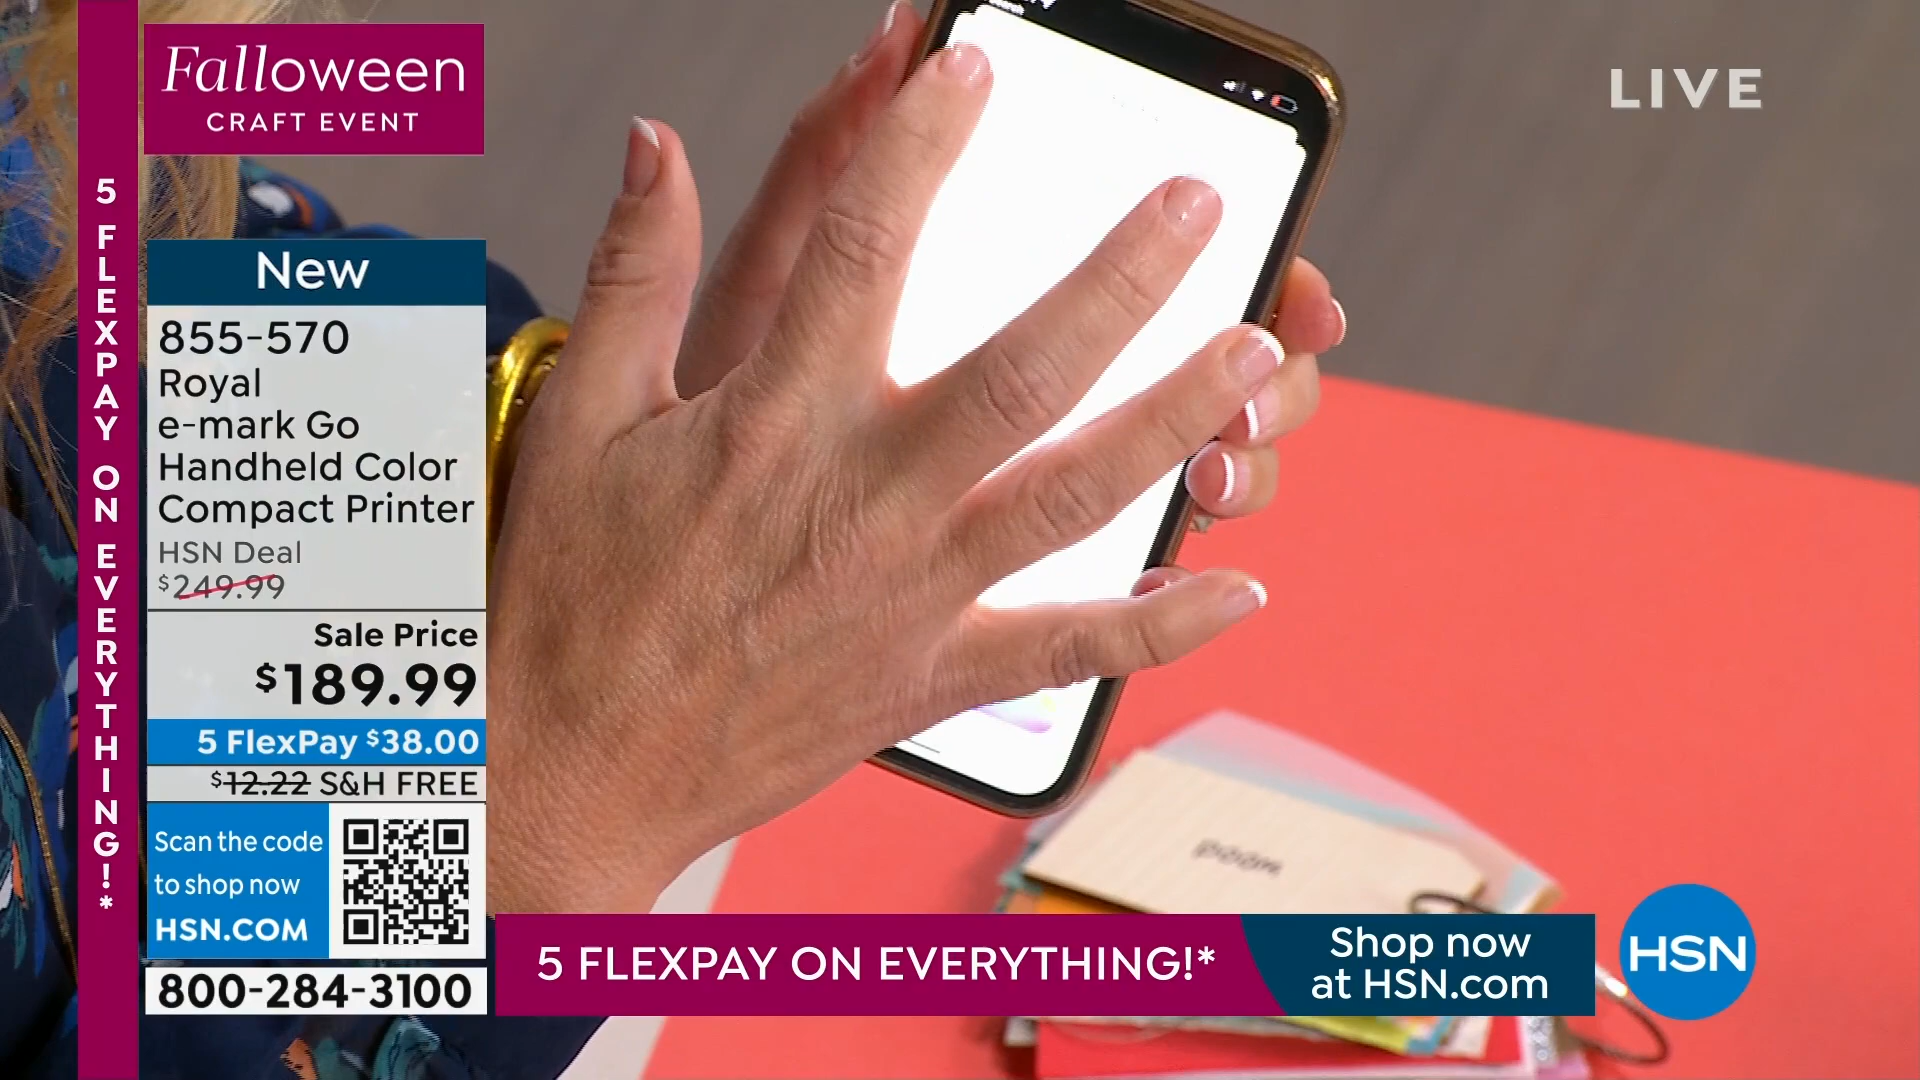 Falloween
CRAFT EVENT
LIVE
5 FLEXPAY ON EVERYTHING!*
New
855-570
Royal
e-mark Go
Handheld Color
Compact Printer
HSN Deal
$249.99
Sale Price
$189.99
5 FlexPay $38.00
$12.22 S&H FREE
Scan the code
to shop now
HSN.COM
800-284-3100
5 FLEXPAY ON EVERYTHING!*
Shop now
at HSN.com
HSN
wood